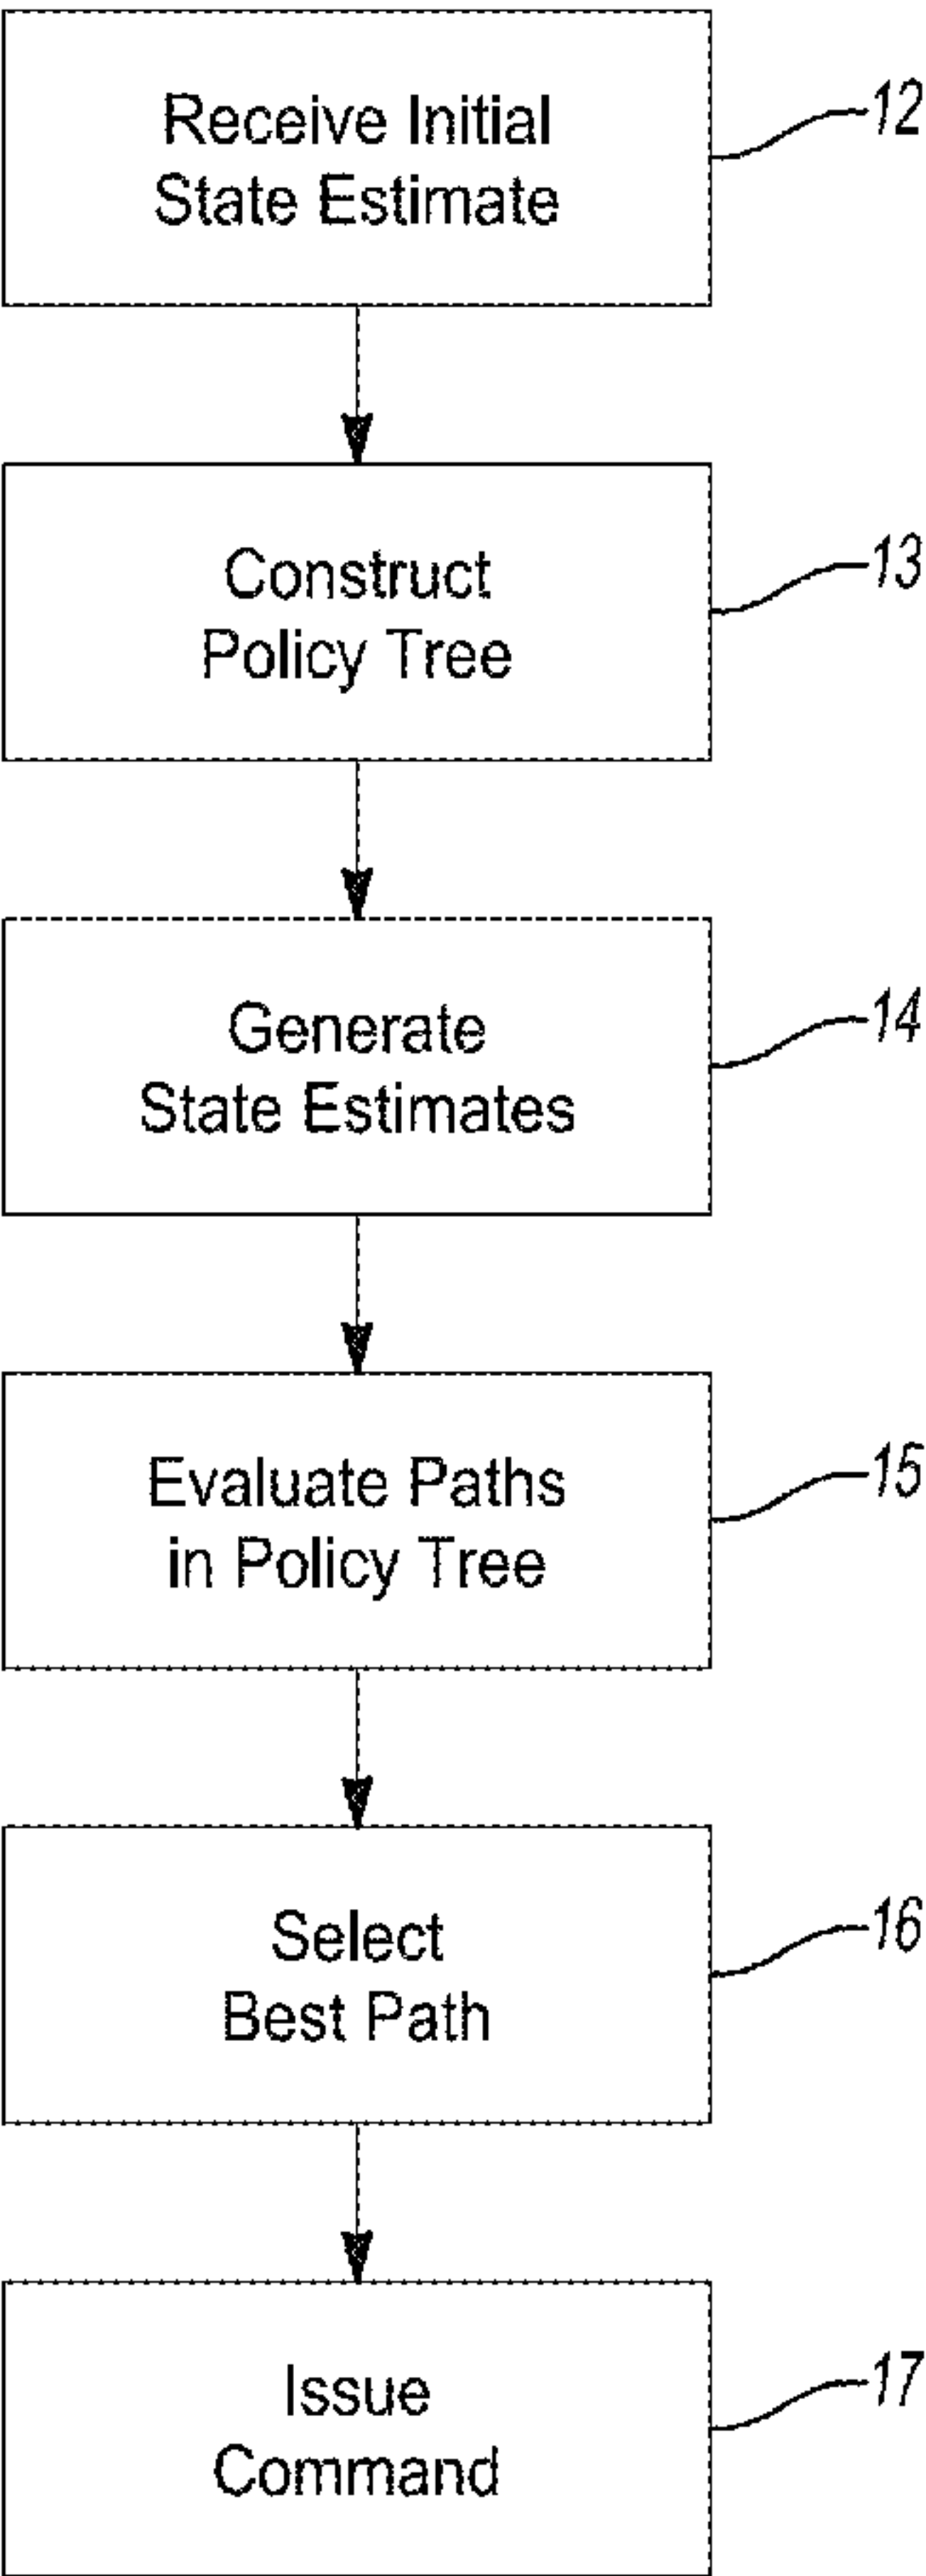 Receive Initial
State Estimate
12
Construct
Policy Tree
13
Generate
State Estimates
14
Evaluate Paths
in Policy Tree
15
Select
Best Path
16
Issue
Command
17